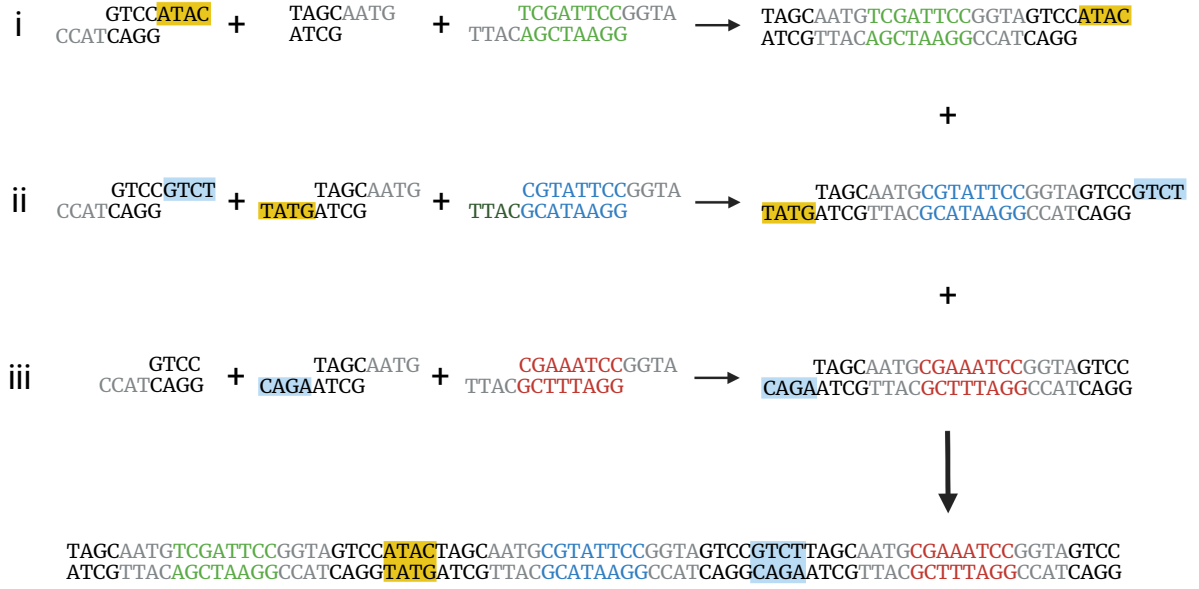 i GTCCATAC + TAGCAATG + TCGATTCCGGTA → TAGCAATGTCGATTCCGGTAGTCCATAC
CCATCAGG ATCG TTACAGCTAAGG ATCGTTACAGCTAAGGCCATCAGG
+
ii GTCCGTCT + TAGCAATG + CGTATTCCGGTA → TAGCAATGCGTATTCCGGTAGTCCGTCT
CCATCAGG TATGATCG TTACGCATAAGG TATGATCGTTACGCATAAGGCCATCAGG
+
iii GTCC + TAGCAATG + CGAAATCCGGTA → TAGCAATGCGAAATCCGGTAGTCC
CCATCAGG CAGAATCG TTACGCTTTAGG CAGAATCGTTACGCTTTAGGCCATCAGG
TAGCAATGTCGATTCCGGTAGTCCATACTAGCAATGCGTATTCCGGTAGTCCGTCTTAGCAATGCGAAATCCGGTAGTCC
ATCGTTACAGCTAAGGCCATCAGGTATGATCGTTACGCATAAGGCCATCAGGCAGAATCGTTACGCTTTAGGCCATCAGG